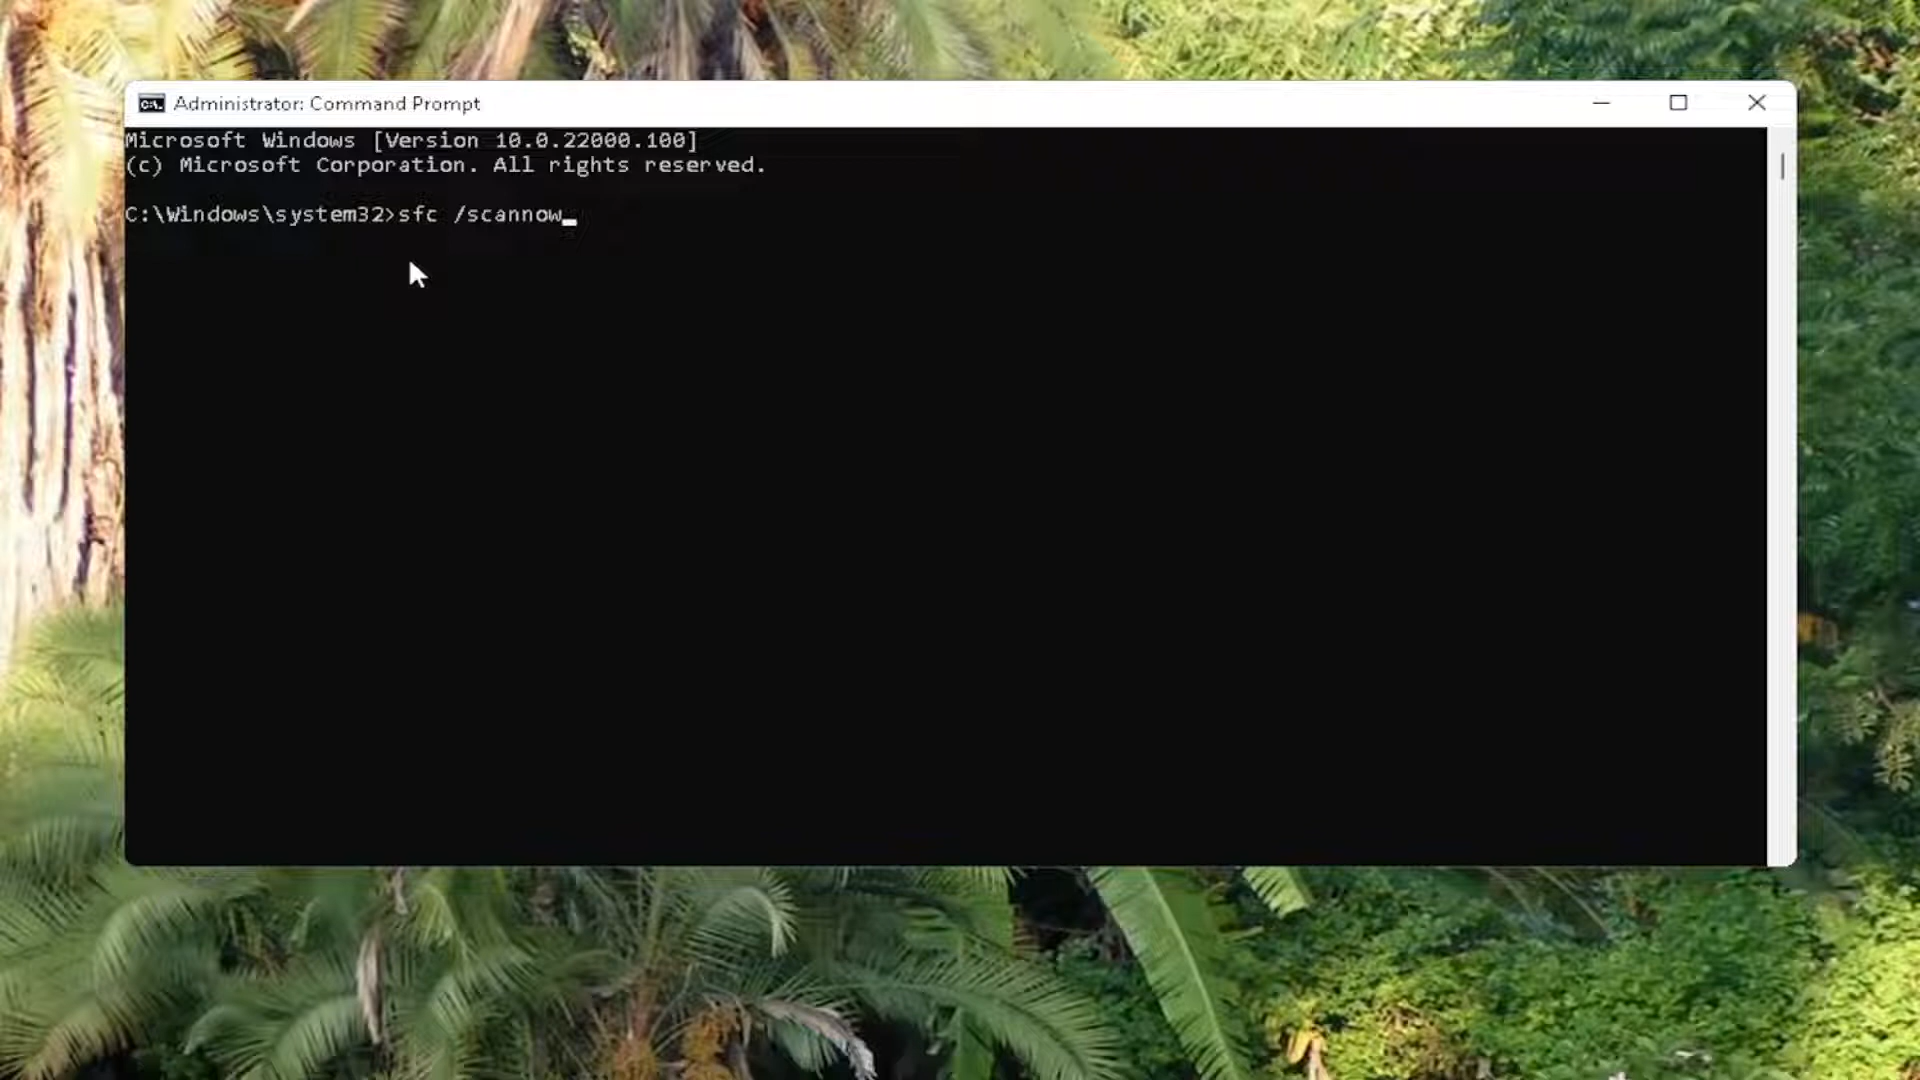 Administrator: Command Prompt
Microsoft Windows [Version 10.0.22000.100]
(c) Microsoft Corporation. All rights reserved.
C:\Windows\system32>sfc /scannow